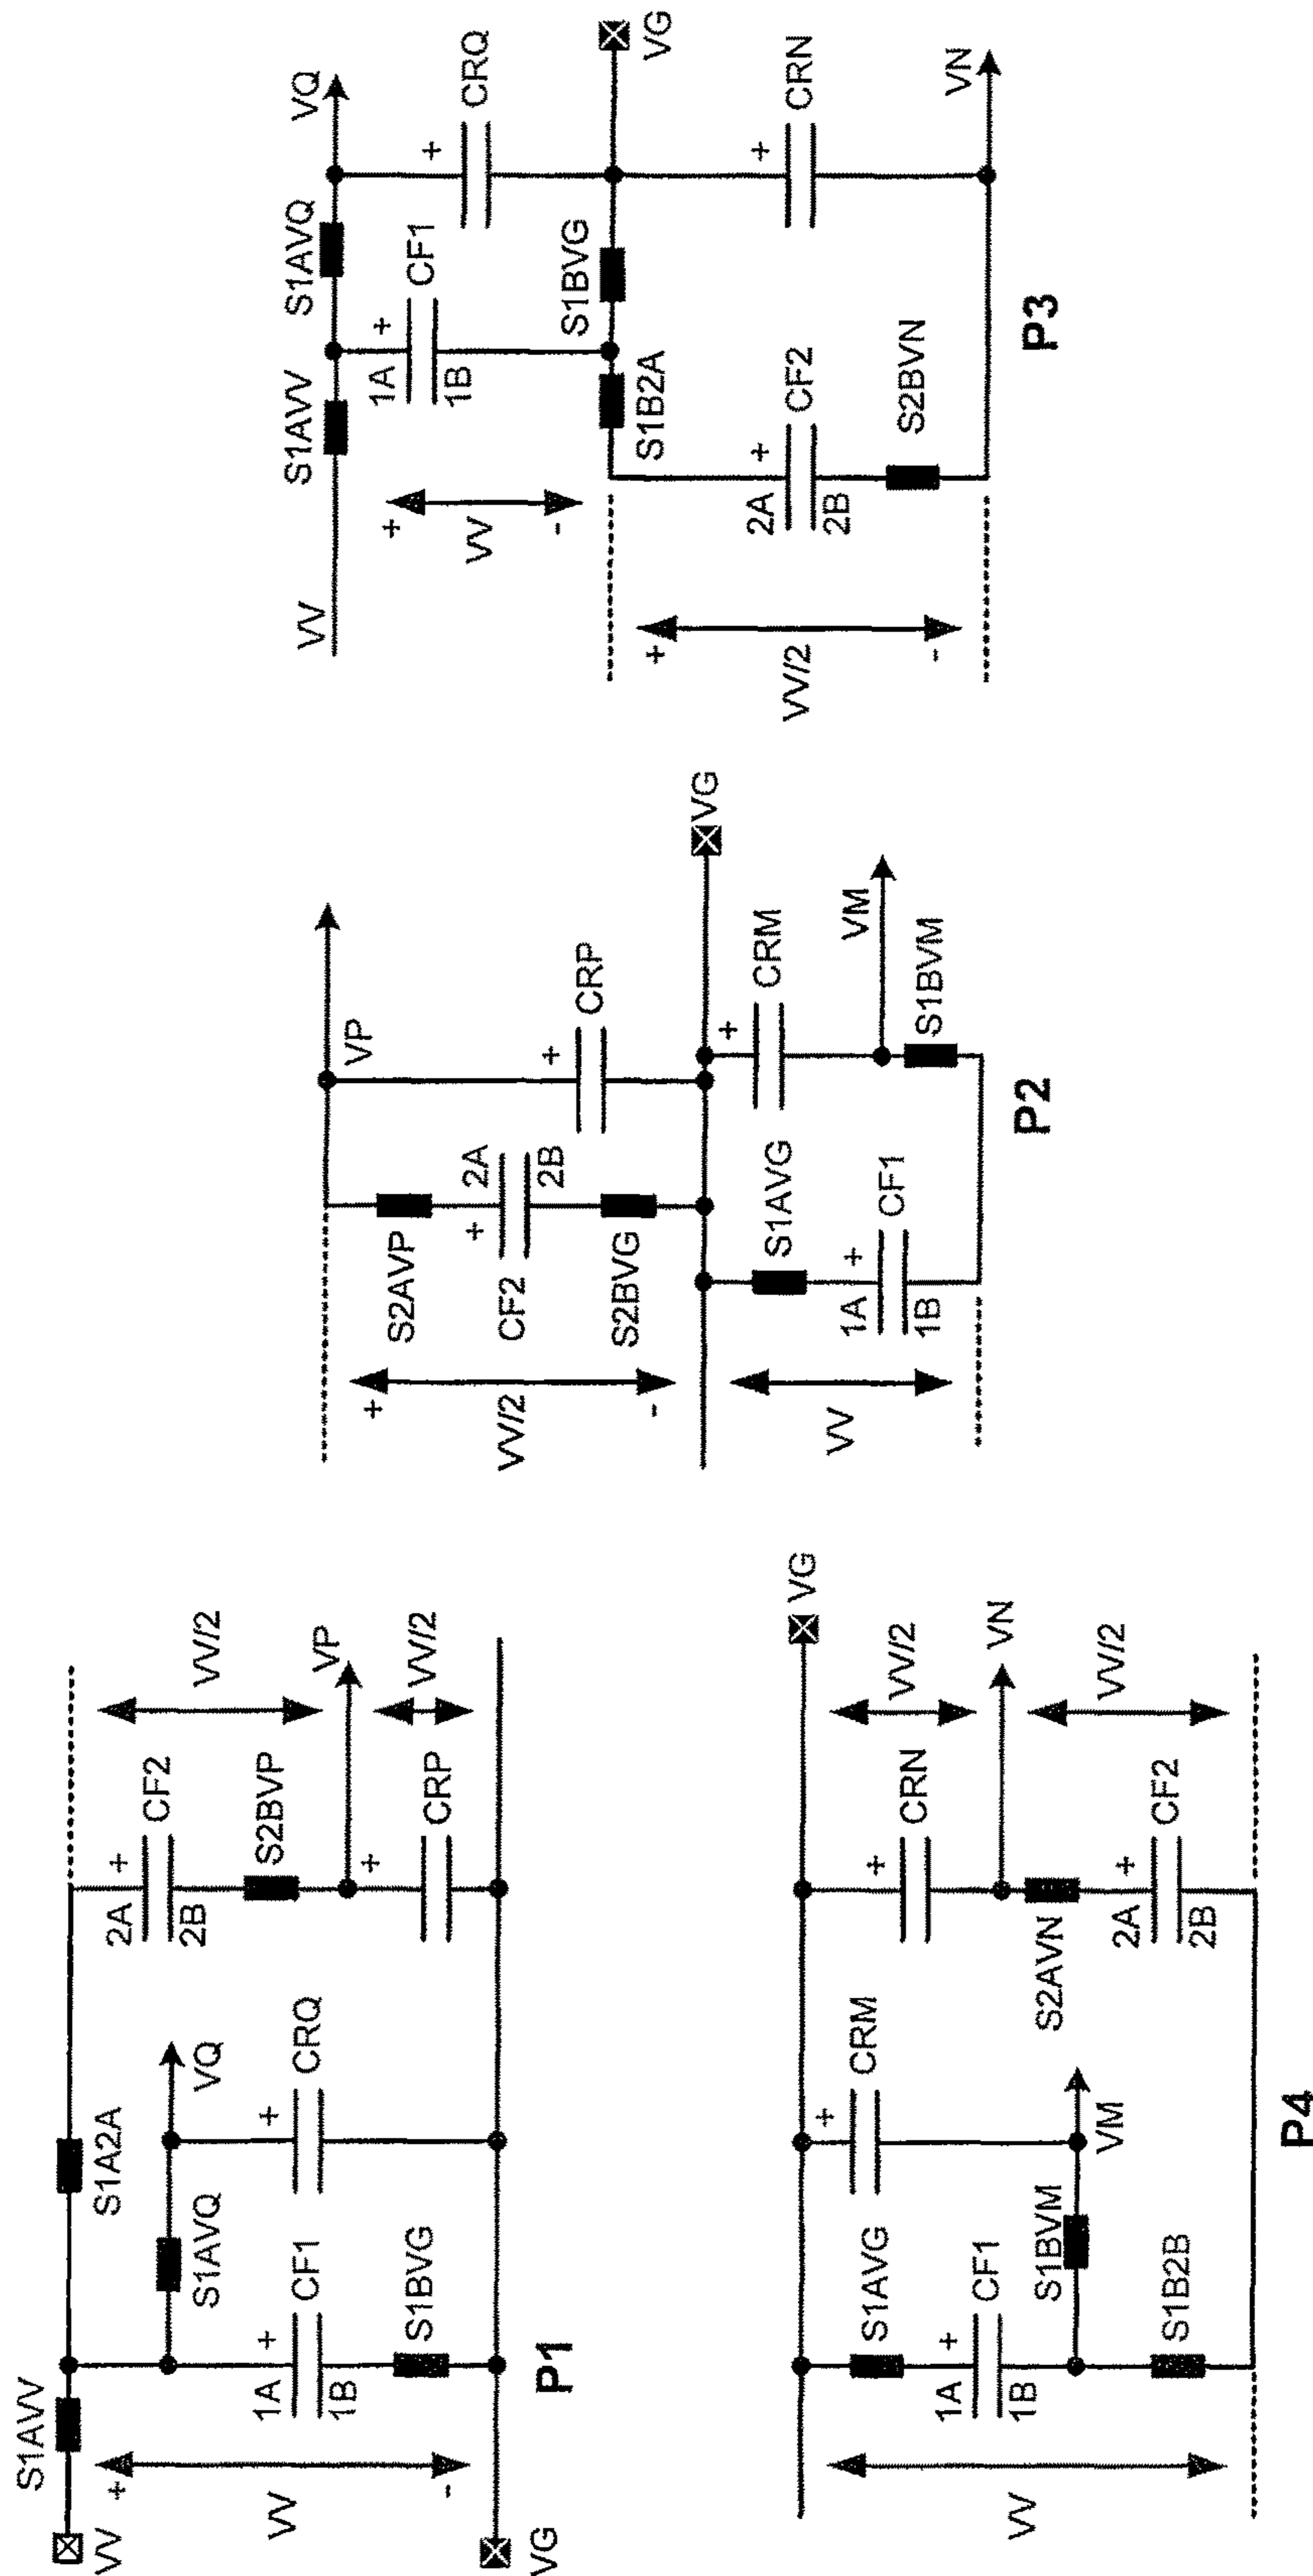 S1AVV
VV
+
VV
-
VG
S1A2A
S1AVQ
VQ
1A
+
CF1
1B
S1BVG
+
CRQ
2A
+
CF2
2B
S2BVP
VP
+
CRP
VV/2
VV/2
P1
VP
+
VV/2
-
S2AVP
+
2A
CF2
2B
S2BVG
+
CRP
VG
VV
S1AVG
1A
+
CF1
1B
+
CRM
VM
S1BVM
P2
VV
S1AVV
S1AVQ
VQ
+
VV
-
1A
+
CF1
1B
+
CRQ
S1B2A
S1BVG
VG
+
VV/2
-
2A
+
CF2
2B
S2BVN
+
CRN
VN
P3
VG
VV
S1AVG
1A
+
CF1
1B
S1BVM
S1B2B
+
CRM
VM
+
CRN
VN
S2AVN
2A
+
CF2
2B
VV/2
VV/2
P4